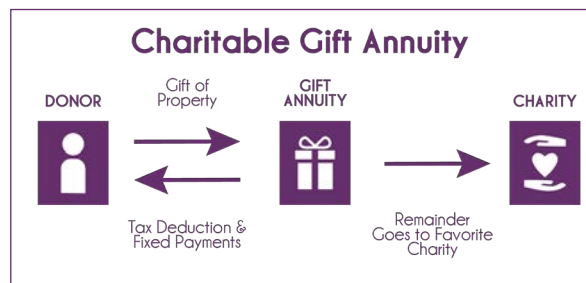 Charitable Gift Annuity
DONOR
Gift of
Property
GIFT
ANNUITY
CHARITY
Tax Deduction &
Fixed Payments
Remainder
Goes to Favorite
Charity